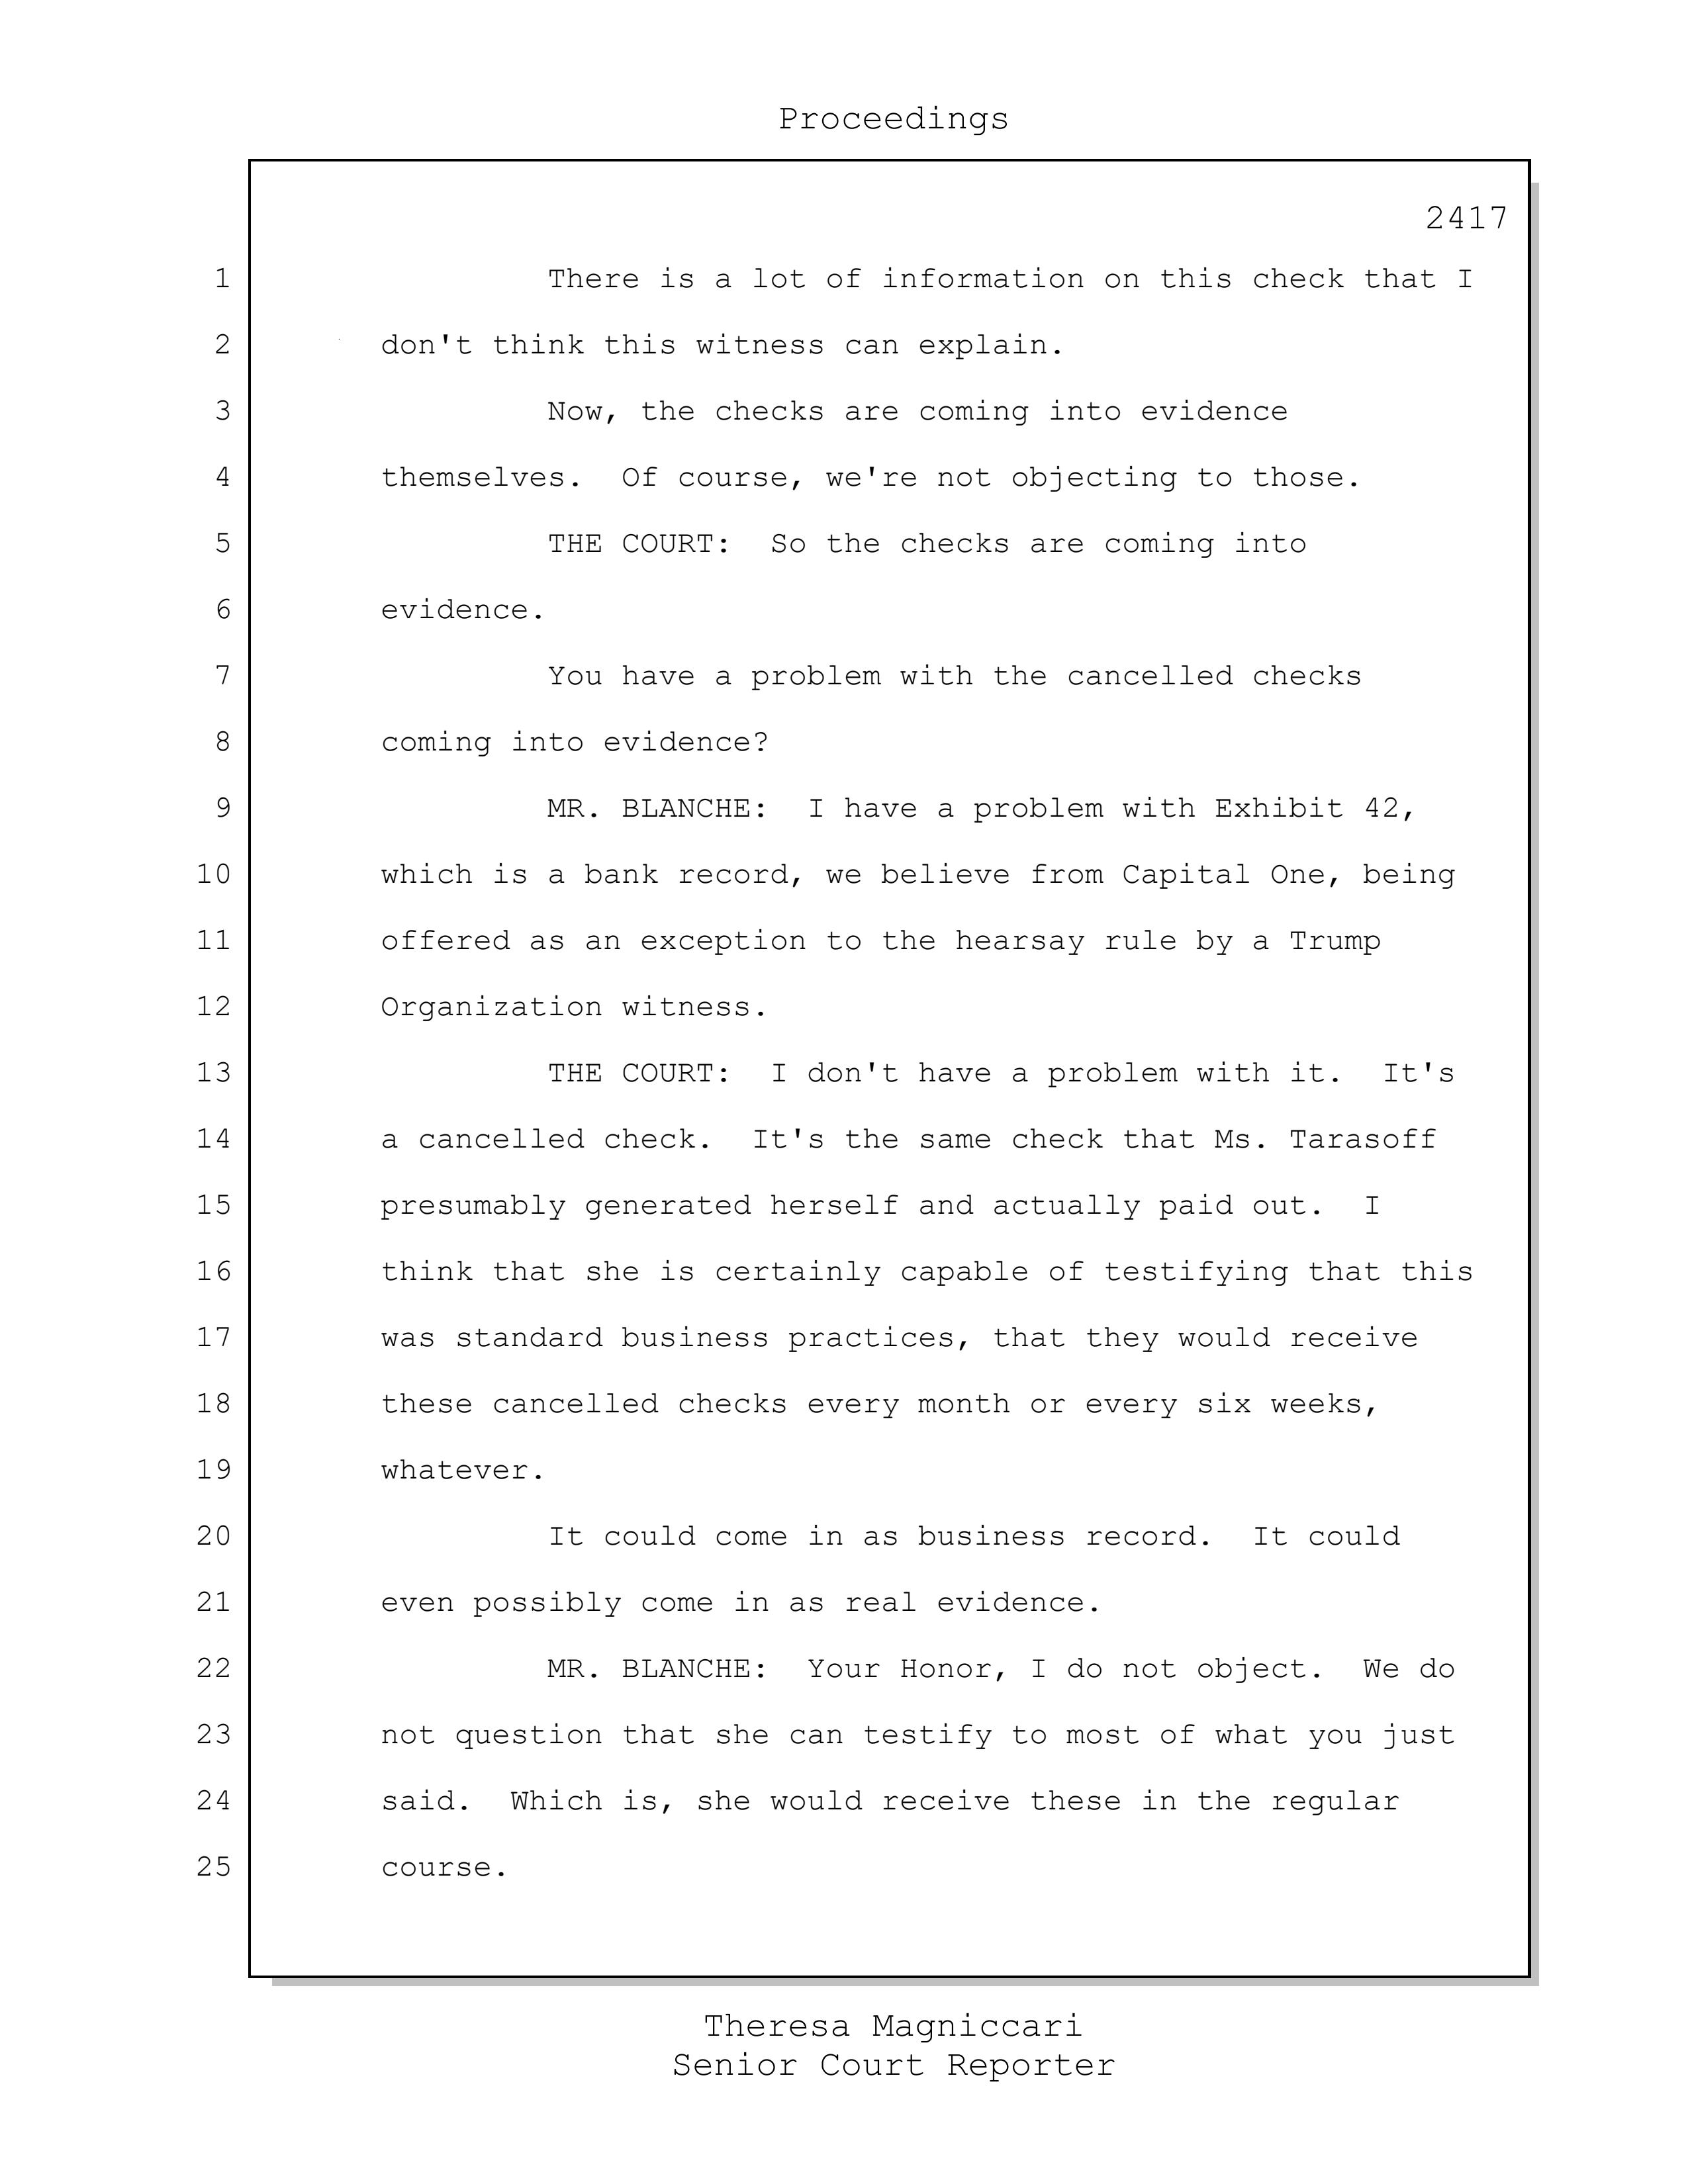 Proceedings
2417
1 There is a lot of information on this check that I
2 don't think this witness can explain.
3 Now, the checks are coming into evidence
4 themselves.  Of course, we're not objecting to those.
5 THE COURT:  So the checks are coming into
6 evidence.
7 You have a problem with the cancelled checks
8 coming into evidence?
9 MR. BLANCHE:  I have a problem with Exhibit 42,
10 which is a bank record, we believe from Capital One, being
11 offered as an exception to the hearsay rule by a Trump
12 Organization witness.
13 THE COURT:  I don't have a problem with it.  It's
14 a cancelled check.  It's the same check that Ms. Tarasoff
15 presumably generated herself and actually paid out.  I
16 think that she is certainly capable of testifying that this
17 was standard business practices, that they would receive
18 these cancelled checks every month or every six weeks,
19 whatever.
20 It could come in as business record.  It could
21 even possibly come in as real evidence.
22 MR. BLANCHE:  Your Honor, I do not object.  We do
23 not question that she can testify to most of what you just
24 said.  Which is, she would receive these in the regular
25 course.
Theresa Magniccari
Senior Court Reporter